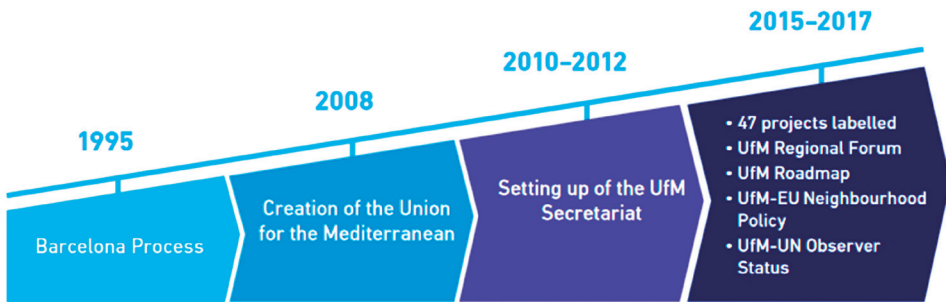 1995
Barcelona Process
2008
Creation of the Union
for the Mediterranean
2010–2012
Setting up of the UfM
Secretariat
2015–2017
• 47 projects labelled
• UfM Regional Forum
• UfM Roadmap
• UfM-EU Neighbourhood
Policy
• UfM-UN Observer
Status